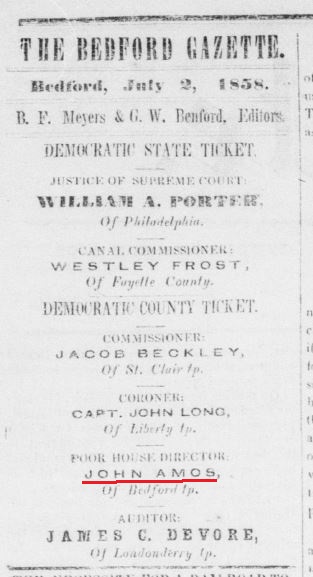 THE BEDFORD GAZETTE.
Bedford, July 2, 1858.
B. F. Meyers & G. W. Benford, Editors.
DEMOCRATIC STATE TICKET.
JUSTICE OF SUPREME COURT:
WILLIAM A. PORTER,
Of Philadelphia.
CANAL COMMISSIONER:
WESTLEY FROST,
Of Fayette County.
DEMOCRATIC COUNTY TICKET.
COMMISSIONER:
JACOB BECKLEY,
Of St. Clair tp.
CORONER:
CAPT. JOHN LONG,
Of Liberty tp.
POOR HOUSE DIRECTOR:
JOHN AMOS,
Of Bedford tp.
AUDITOR:
JAMES C. DEVORE,
Of Londonderry tp.